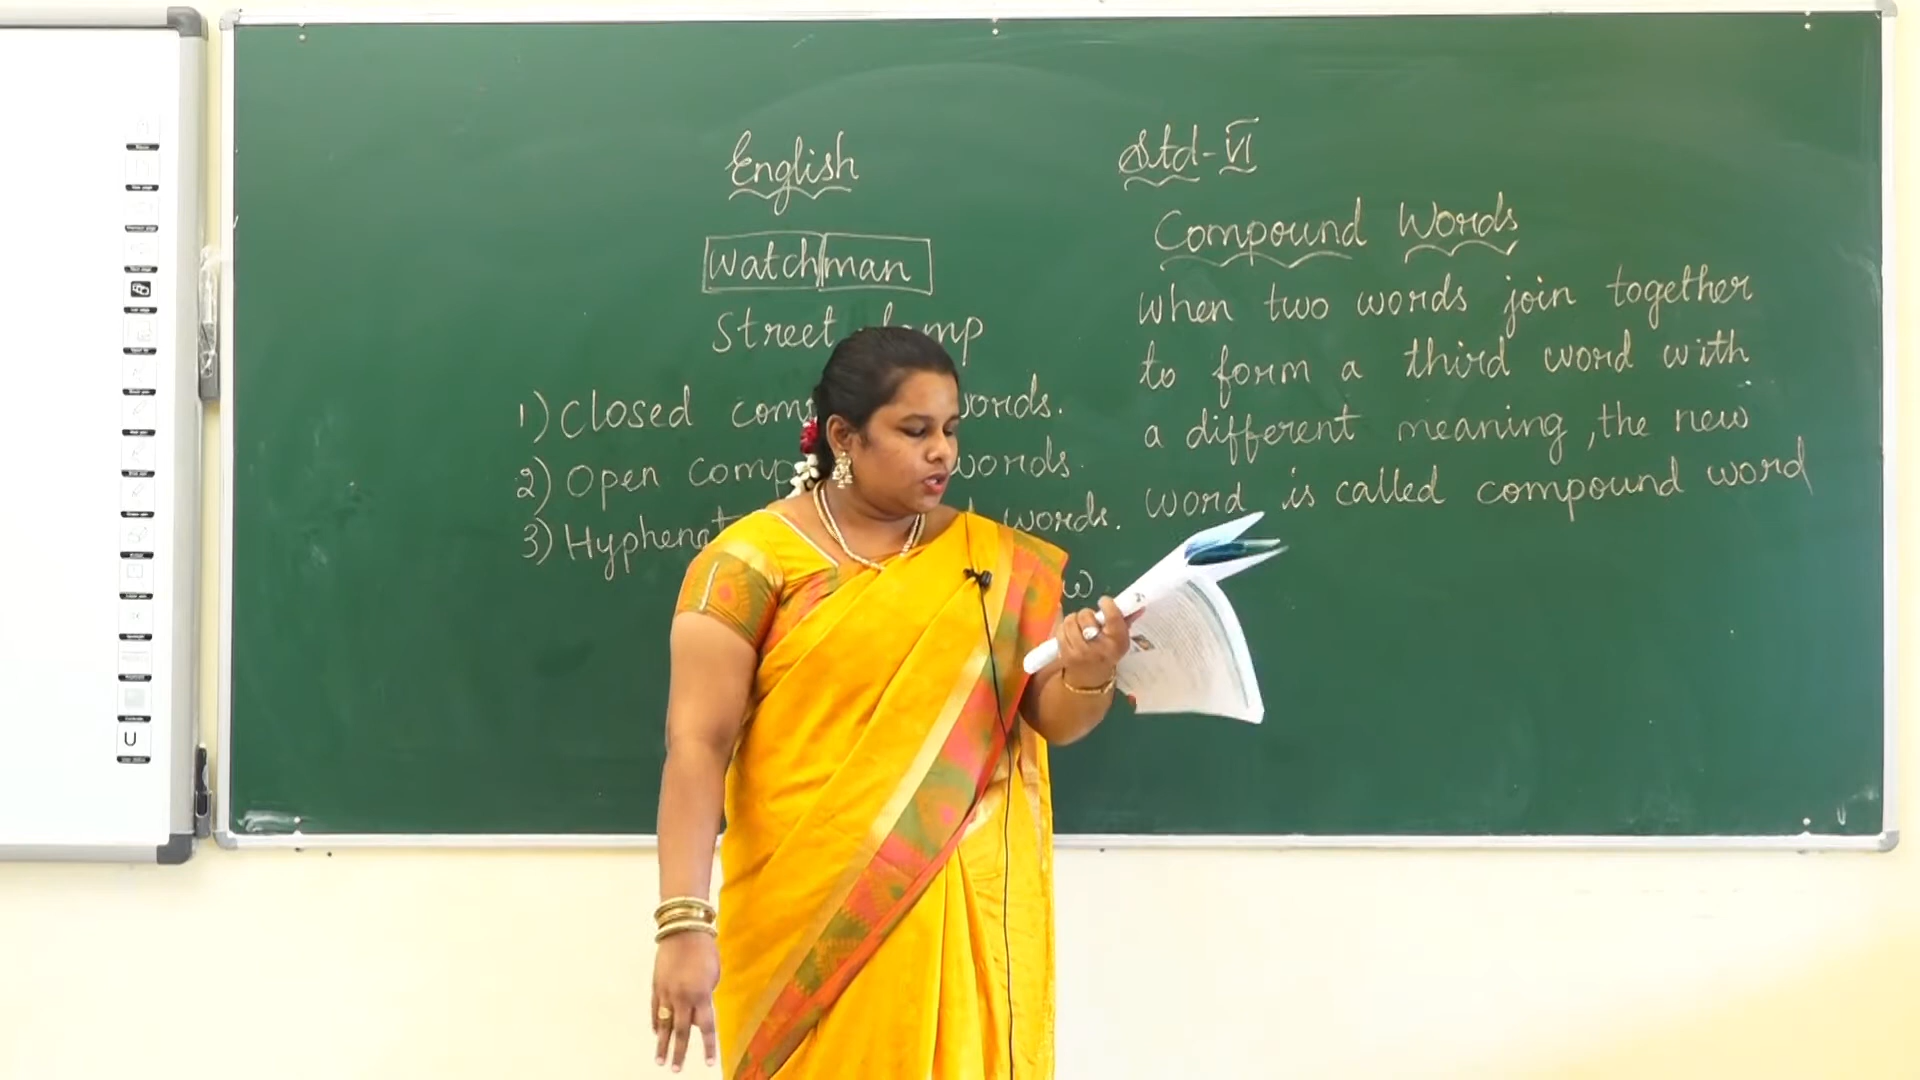 English
Std-VI
watchman
Street
1) Closed
words.
2) Open
words.
3)
words.
Compound Words
when two words join together
to form a third word with
a different meaning, the new
word is called compound word
U